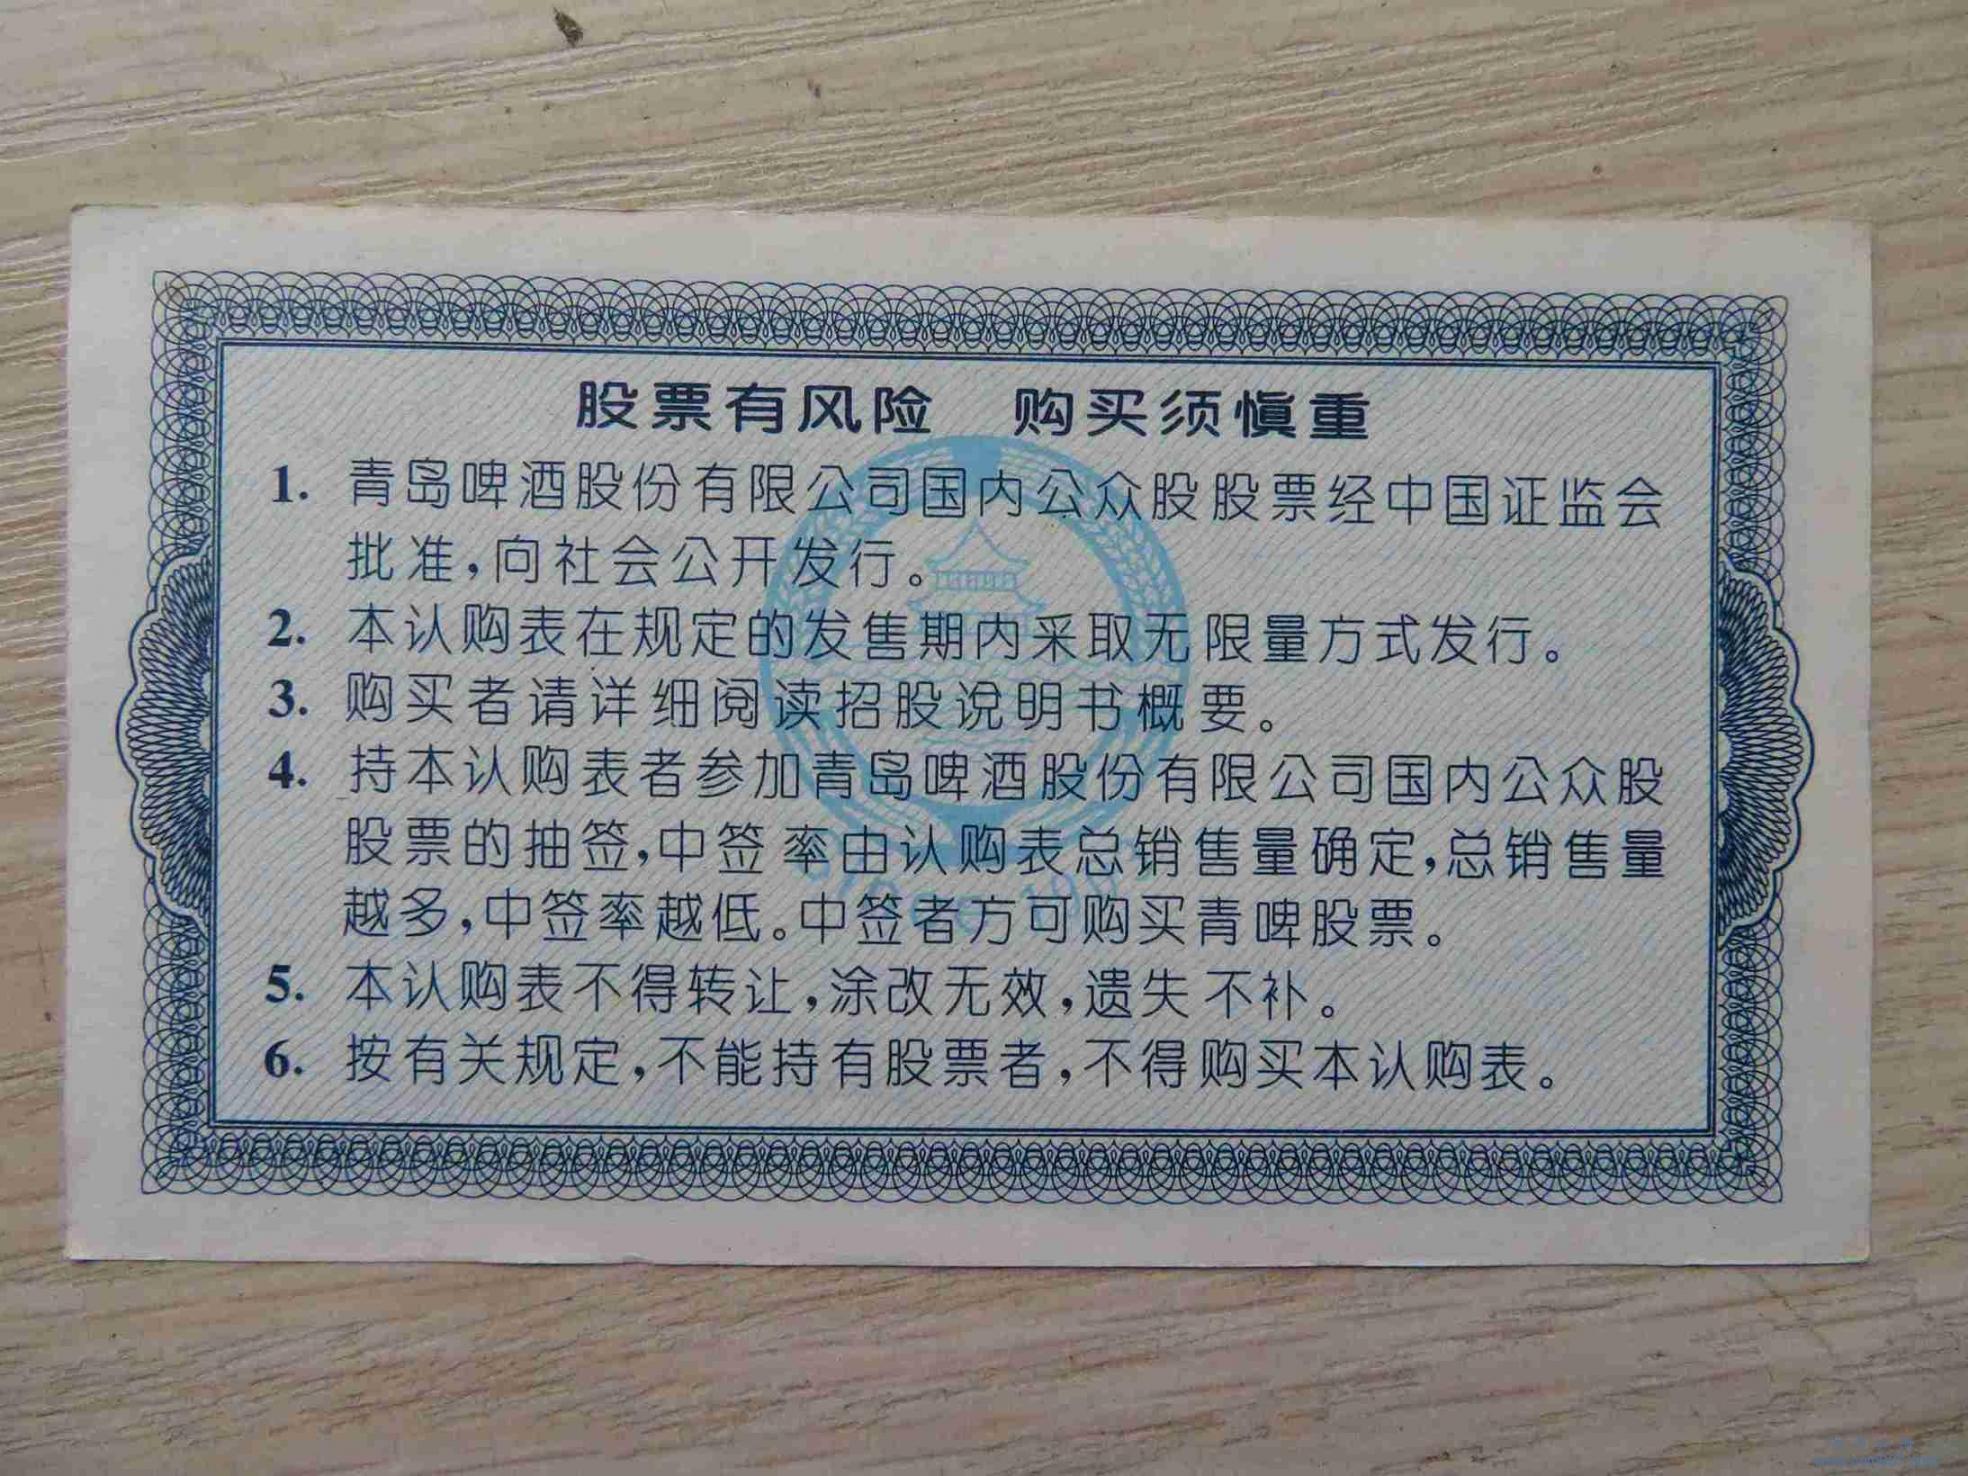 股票有风险 购买须慎重
1. 青岛啤酒股份有限公司国内公众股股票经中国证监会
批准,向社会公开发行。
2. 本认购表在规定的发售期内采取无限量方式发行。
3. 购买者请详细阅读招股说明书概要。
4. 持本认购表者参加青岛啤酒股份有限公司国内公众股
股票的抽签,中签率由认购表总销售量确定,总销售量
越多,中签率越低。中签者方可购买青啤股票。
5. 本认购表不得转让,涂改无效,遗失不补。
6. 按有关规定,不能持有股票者,不得购买本认购表。